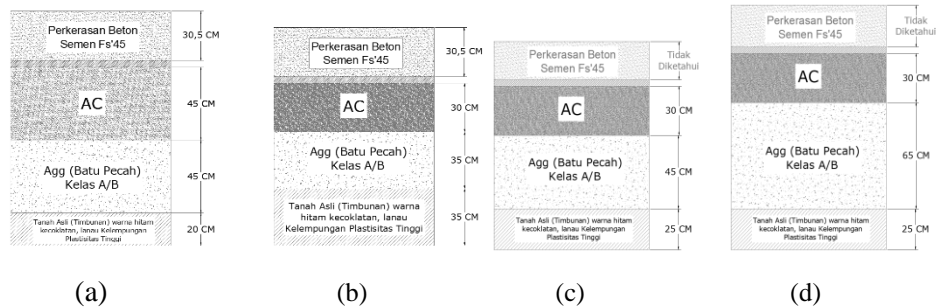 Perkerasan Beton
Semen Fs'45
30,5 CM
AC
45 CM
Agg (Batu Pecah)
Kelas A/B
45 CM
Tanah Asli (Timbunan) warna hitam
kecoklatan, lanau Kelempungan
Plastisitas Tinggi
20 CM
(a)
Perkerasan Beton
Semen Fs'45
30,5 CM
AC
30 CM
Agg (Batu Pecah)
Kelas A/B
35 CM
Tanah Asli (Timbunan) warna
hitam kecoklatan, lanau
Kelempungan Plastisitas Tinggi
35 CM
(b)
Perkerasan Beton
Semen Fs'45
Tidak
Diketahui
AC
30 CM
Agg (Batu Pecah)
Kelas A/B
45 CM
Tanah Asli (Timbunan) warna hitam
kecoklatan, lanau Kelempungan
Plastisitas Tinggi
25 CM
(c)
Perkerasan Beton
Semen Fs'45
Tidak
Diketahui
AC
30 CM
Agg (Batu Pecah)
Kelas A/B
65 CM
Tanah Asli (Timbunan) warna hitam
kecoklatan, lanau Kelempungan
Plastisitas Tinggi
25 CM
(d)